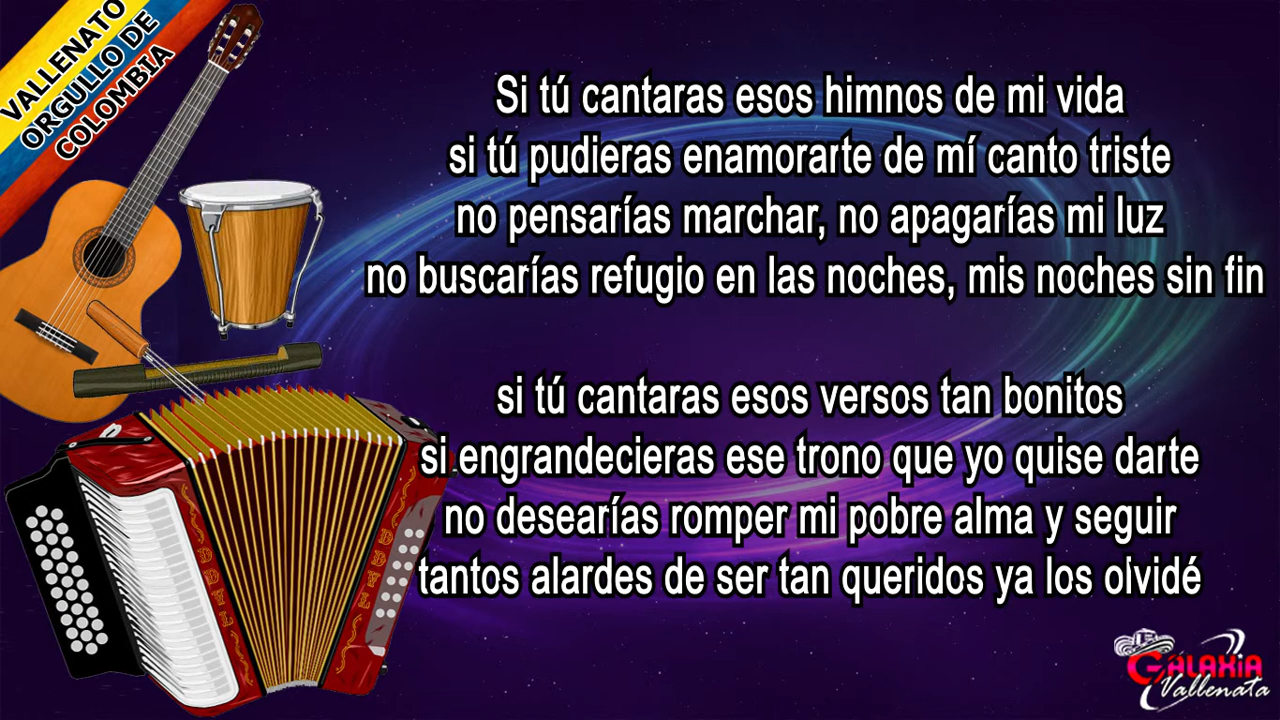 VALLENATO
ORGULLO DE
COLOMBIA
Si tú cantaras esos himnos de mi vida
si tú pudieras enamorarte de mí canto triste
no pensarías marchar, no apagarías mi luz
no buscarías refugio en las noches, mis noches sin fin
si tú cantaras esos versos tan bonitos
si engrandecieras ese trono que yo quise darte
no desearías romper mi pobre alma y seguir
tantos alardes de ser tan queridos ya los olvidé
GALAXIA
Vallenata